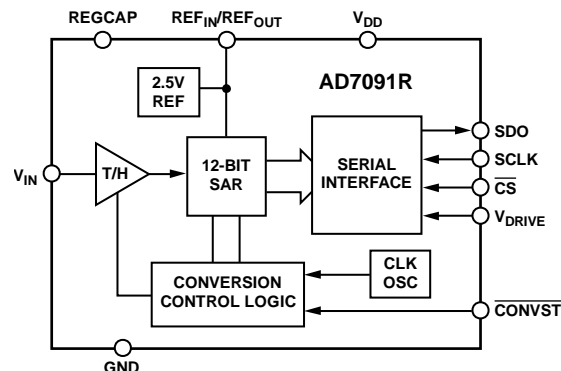 REGCAP
REFIN/REFOUT
VDD
2.5V
REF
AD7091R
VIN
T/H
12-BIT
SAR
SERIAL
INTERFACE
SDO
SCLK
CS
VDRIVE
CONVERSION
CONTROL LOGIC
CLK
OSC
CONVST
GND